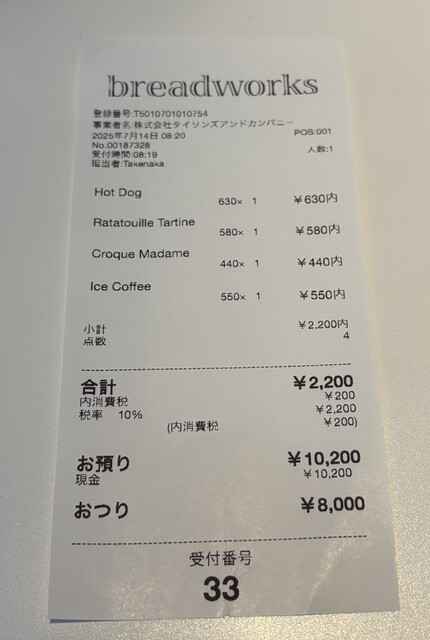 breadworks
登録番号:T5010701010754
事業者名:株式会社タイソンズアンドカンパニー
2025年7月14日 08:20 POS:001
No.00187328
受付時間:08:19 人数:1
担当者:Takenaka
Hot Dog
630× 1 ¥630内
Ratatouille Tartine
580× 1 ¥580内
Croque Madame
440× 1 ¥440内
Ice Coffee
550× 1 ¥550内
小計 ¥2,200内
点数 4
合計 ¥2,200
内消費税 ¥200
税率 10% ¥2,200
(内消費税 ¥200)
お預り ¥10,200
現金 ¥10,200
おつり ¥8,000
受付番号
33